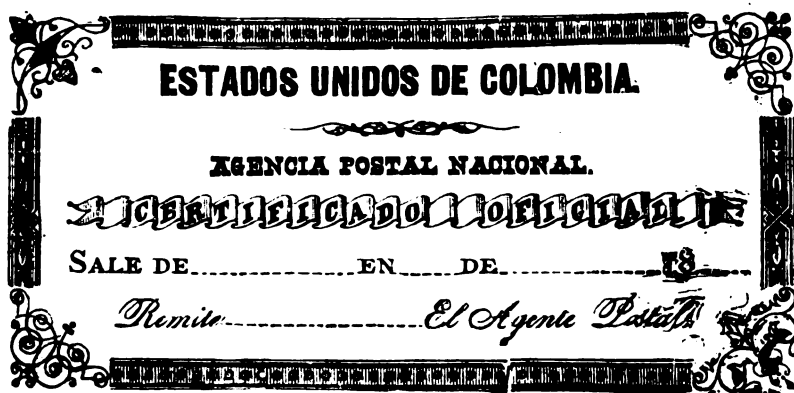 ESTADOS UNIDOS DE COLOMBIA.
AGENCIA POSTAL NACIONAL.
CERTIFICADO OFICIAL
SALE DE EN DE 18
Remite El Agente Postal